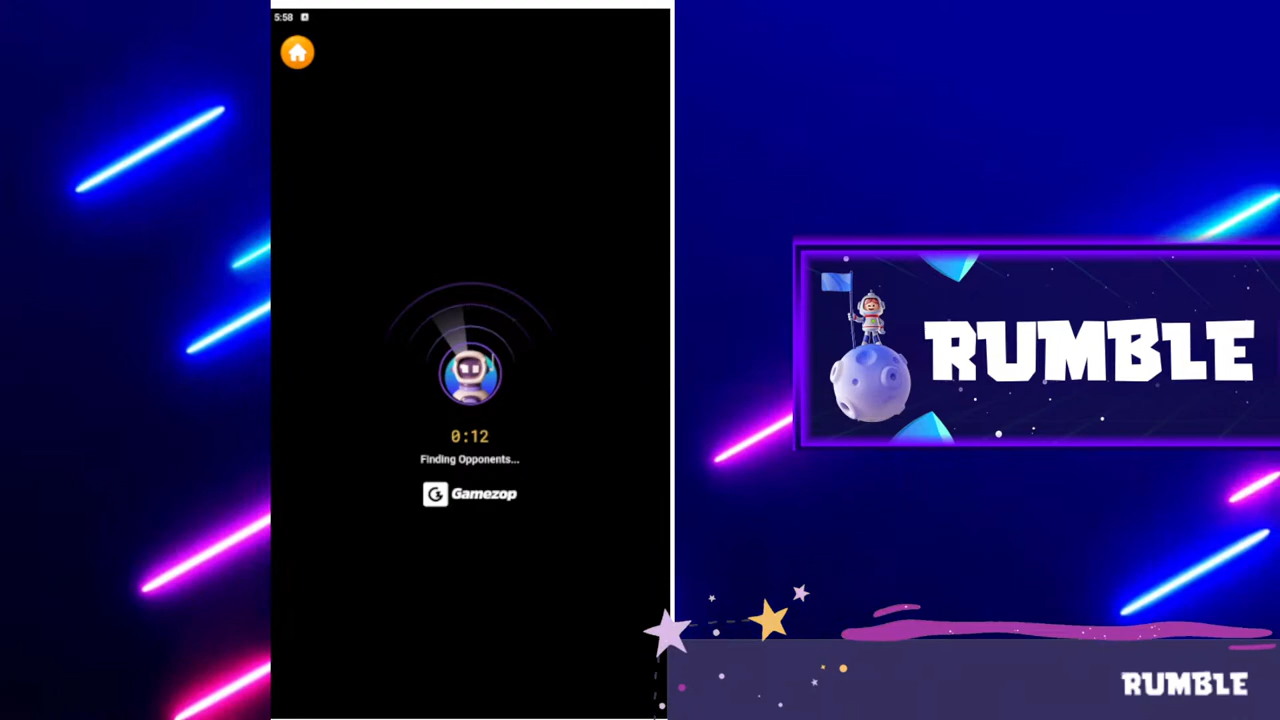 5:58
0:12
Finding Opponents...
Gamezop
RUMBLE
RUMBLE